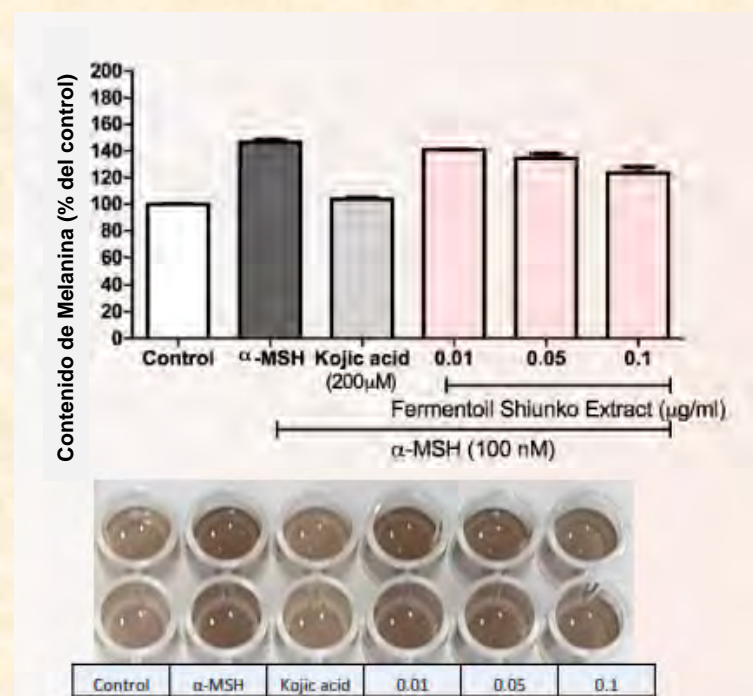 Contenido de Melanina (% del control)
200
180
160
140
120
100
80
60
40
20
0
Control α-MSH Kojic acid 0.01 0.05 0.1
(200μM)
Fermentoil Shiunko Extract (μg/ml)
α-MSH (100 nM)
Control α-MSH Kojic acid 0.01 0.05 0.1